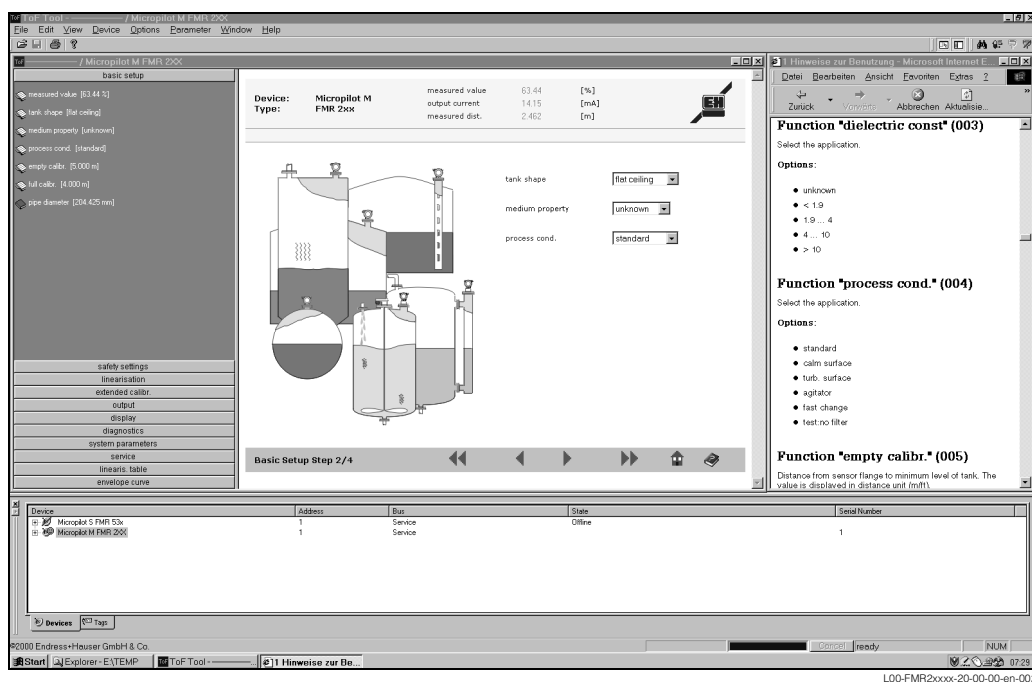 ToF Tool - ———— / Micropilot M FMR 2XX
File Edit View Device Options Parameter Window Help
———— / Micropilot M FMR 2XX
basic setup
measured value [63.44 %]
tank shape [flat ceiling]
medium property [unknown]
process cond. [standard]
empty calibr. [5.000 m]
full calibr. [4.000 m]
pipe diameter [204.425 mm]
safety settings
linearisation
extended calibr.
output
display
diagnostics
system parameters
service
linearis. table
envelope curve
Device: Micropilot M
Type: FMR 2xx
measured value 63.44 [%]
output current 14.15 [mA]
measured dist. 2.462 [m]
EH
tank shape flat ceiling
medium property unknown
process cond. standard
Basic Setup Step 2/4
1 Hinweise zur Benutzung - Microsoft Internet E...
Datei Bearbeiten Ansicht Favoriten Extras ?
Zurück Vorwärts Abbrechen Aktualisie...
Function "dielectric const" (003)
Select the application.
Options:
unknown
< 1.9
1.9 ... 4
4 ... 10
> 10
Function "process cond." (004)
Select the application.
Options:
standard
calm surface
turb. surface
agitator
fast change
test:no filter
Function "empty calibr." (005)
Distance from sensor flange to minimum level of tank. The
value is displayed in distance unit (m/ft).
Device Address Bus State Serial Number
Micropilot S FMR 53x 1 Service Offline
Micropilot M FMR 2XX 1 Service 1
Devices Tags
©2000 Endress+Hauser GmbH & Co.
Cancel ready NUM
Start Explorer - E:\TEMP ToF Tool - ————... 1 Hinweise zur Be... 07:29
L00-FMR2xxxx-20-00-00-en-00